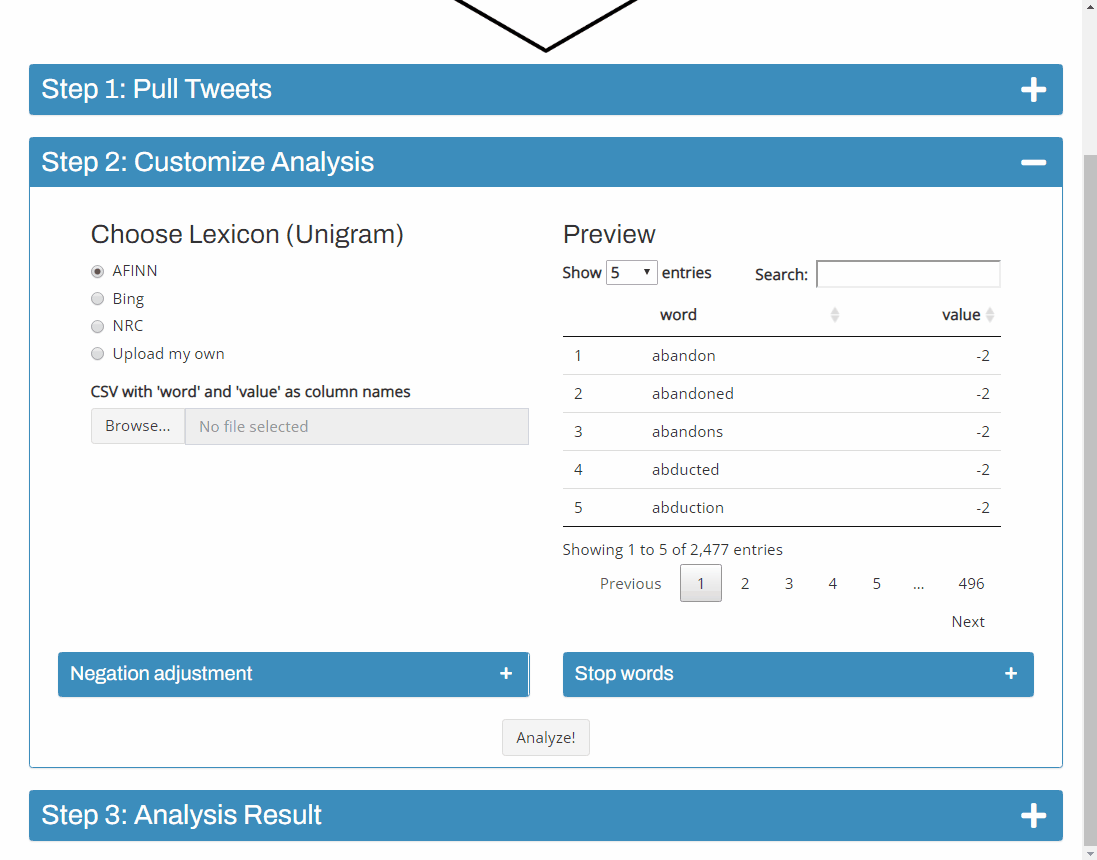 Step 1: Pull Tweets
Step 2: Customize Analysis
Choose Lexicon (Unigram)
AFINN
Bing
NRC
Upload my own
CSV with 'word' and 'value' as column names
Browse... No file selected
Preview
Show 5 entries Search:
word value
1 abandon -2
2 abandoned -2
3 abandons -2
4 abducted -2
5 abduction -2
Showing 1 to 5 of 2,477 entries
Previous 1 2 3 4 5 ... 496
Next
Negation adjustment
Stop words
Analyze!
Step 3: Analysis Result